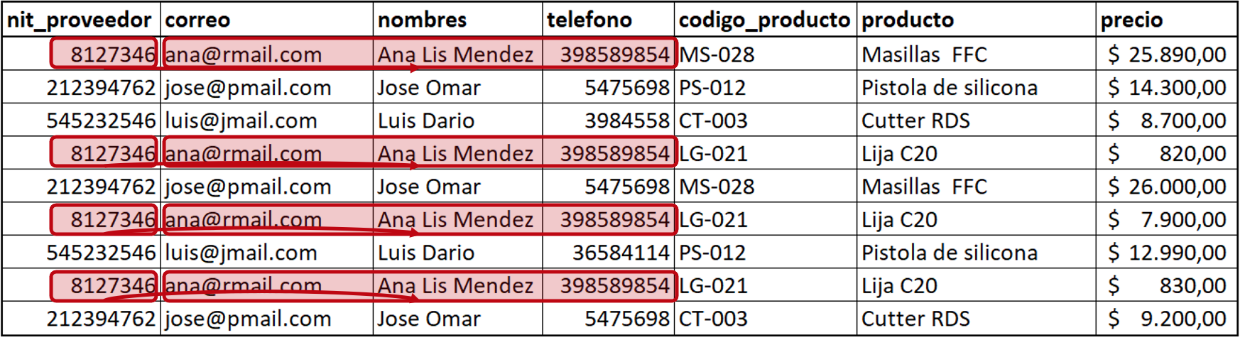 nit_proveedor correo nombres telefono codigo_producto producto precio
8127346 ana@rmail.com Ana Lis Mendez 398589854 MS-028 Masillas FFC $ 25.890,00
212394762 jose@pmail.com Jose Omar 5475698 PS-012 Pistola de silicona $ 14.300,00
545232546 luis@jmail.com Luis Dario 3984558 CT-003 Cutter RDS $ 8.700,00
8127346 ana@rmail.com Ana Lis Mendez 398589854 LG-021 Lija C20 $ 820,00
212394762 jose@pmail.com Jose Omar 5475698 MS-028 Masillas FFC $ 26.000,00
8127346 ana@rmail.com Ana Lis Mendez 398589854 LG-021 Lija C20 $ 7.900,00
545232546 luis@jmail.com Luis Dario 36584114 PS-012 Pistola de silicona $ 12.990,00
8127346 ana@rmail.com Ana Lis Mendez 398589854 LG-021 Lija C20 $ 830,00
212394762 jose@pmail.com Jose Omar 5475698 CT-003 Cutter RDS $ 9.200,00